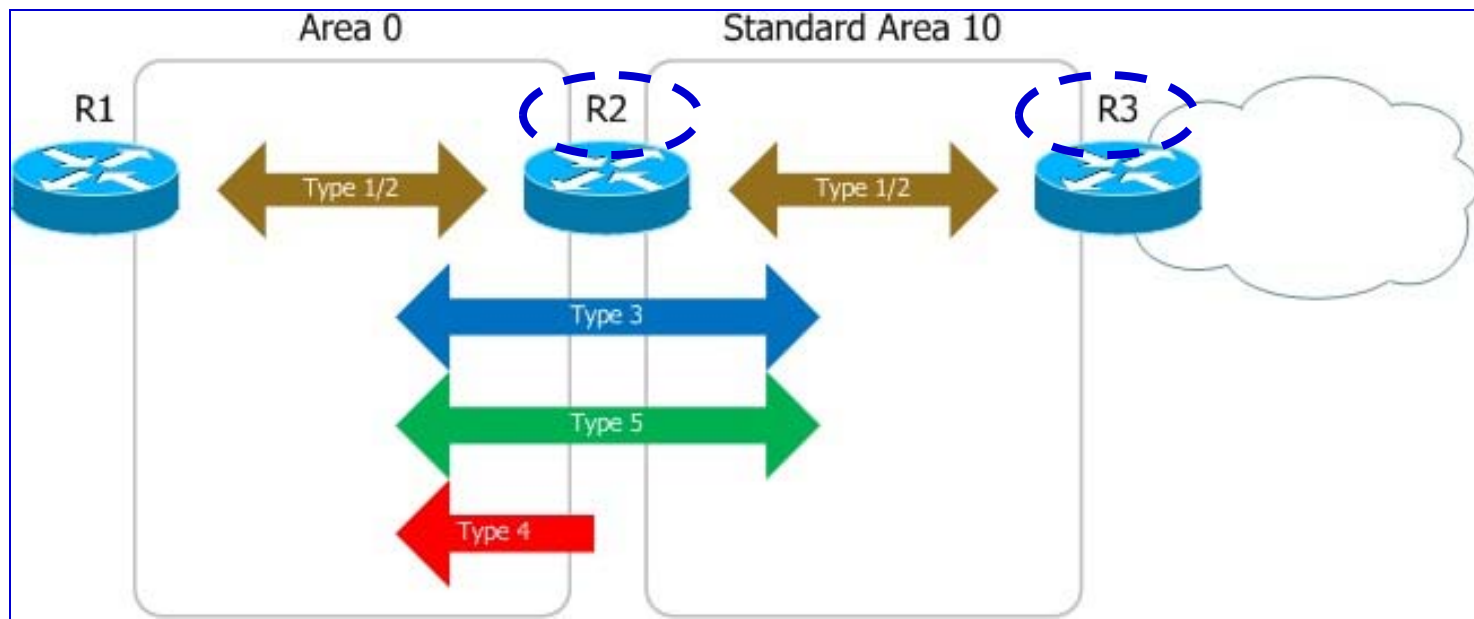 Area 0
Standard Area 10
R1
R2
R3
Type 1/2
Type 1/2
Type 3
Type 5
Type 4